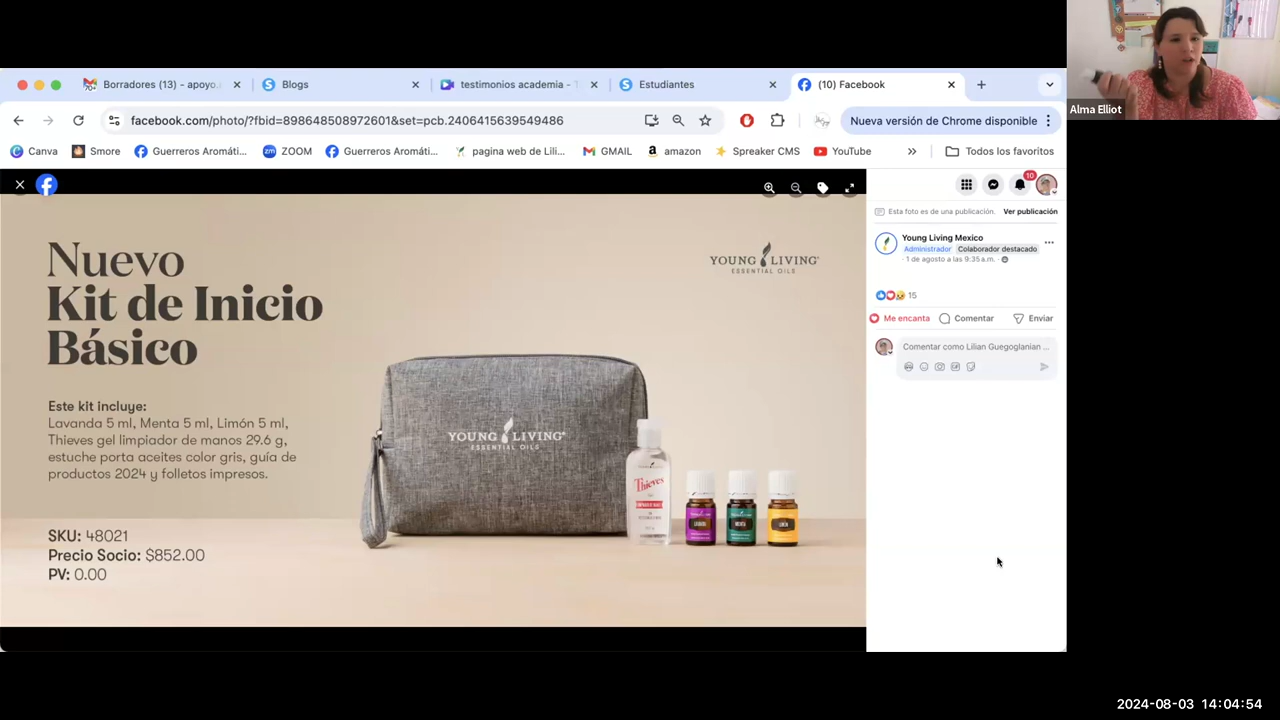 Alma Elliot
Borradores (13) - apoyo.
Blogs
testimonios academia -
Estudiantes
(10) Facebook
facebook.com/photo/?fbid=898648508972301&set=pcb.2406415639549486
Nueva versión de Chrome disponible
Canva
Smore
Guerreros Aromáti...
ZOOM
Guerreros Aromáti...
pagina web de Lili...
GMAIL
amazon
Spreaker CMS
YouTube
Todos los favoritos
10
Esta foto es de una publicación.
Ver publicación
Young Living Mexico
Administrador
Colaborador destacado
· 1 de agosto a las 9:35 a.m. ·
15
Me encanta
Comentar
Enviar
Comentar como Lilian Guegoglanian ...
Nuevo
Kit de Inicio
Básico
YOUNG LIVING
ESSENTIAL OILS
Este kit incluye:
Lavanda 5 ml, Menta 5 ml, Limón 5 ml,
Thieves gel limpiador de manos 29.6 g,
estuche porta aceites color gris, guía de
productos 2024 y folletos impresos.
YOUNG LIVING
ESSENTIAL OILS
Thieves
LAVANDA
MENTA
LIMÓN
SKU: 48021
Precio Socio: $852.00
PV: 0.00
2024-08-03 14:04:54